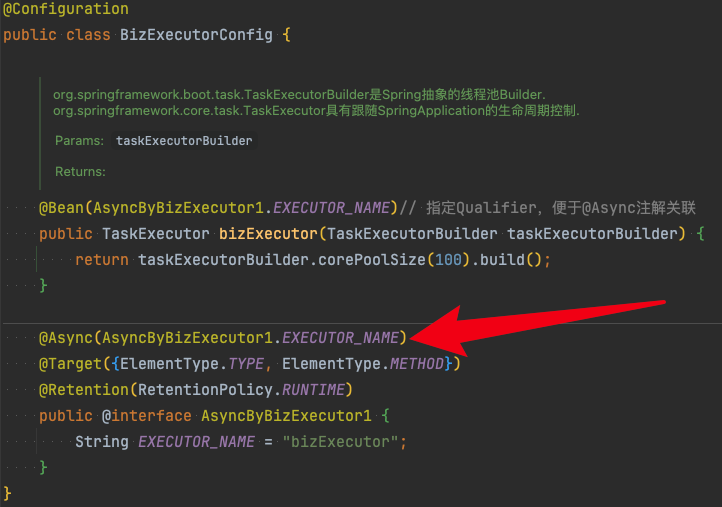 @Configuration
public class BizExecutorConfig {
org.springframework.boot.task.TaskExecutorBuilder是Spring抽象的线程池Builder.
org.springframework.core.task.TaskExecutor具有跟随SpringApplication的生命周期控制.
Params: taskExecutorBuilder
Returns:
@Bean(AsyncByBizExecutor1.EXECUTOR_NAME)// 指定Qualifier，便于@Async注解关联
public TaskExecutor bizExecutor(TaskExecutorBuilder taskExecutorBuilder) {
return taskExecutorBuilder.corePoolSize(100).build();
}
@Async(AsyncByBizExecutor1.EXECUTOR_NAME)
@Target({ElementType.TYPE, ElementType.METHOD})
@Retention(RetentionPolicy.RUNTIME)
public @interface AsyncByBizExecutor1 {
String EXECUTOR_NAME = "bizExecutor";
}
}